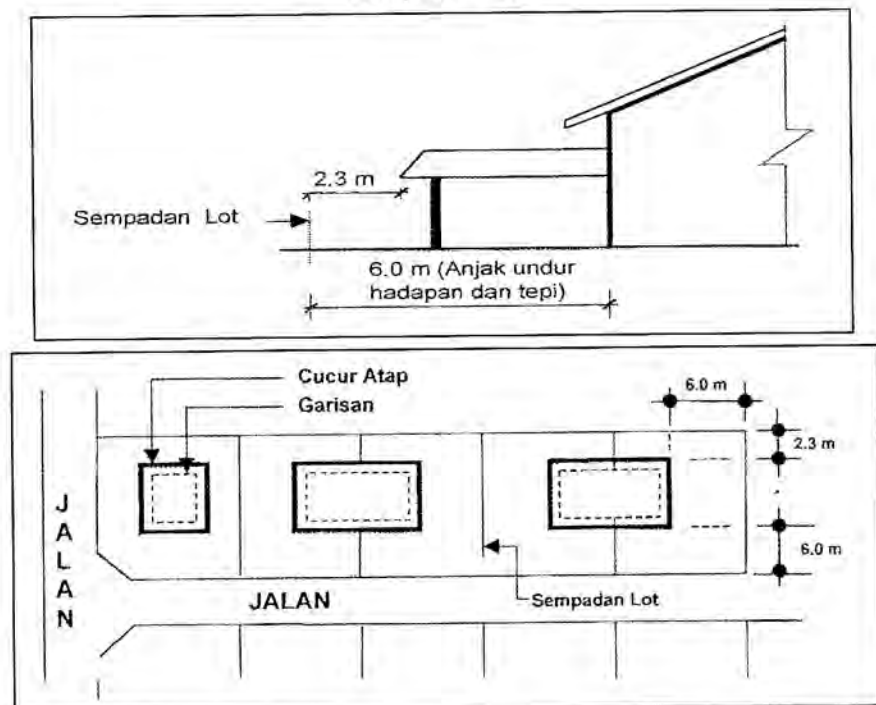 2.3 m
Sempadan Lot
6.0 m (Anjak undur
hadapan dan tepi)
Cucur Atap
Garisan
6.0 m
2.3 m
6.0 m
JALAN
JALAN
Sempadan Lot